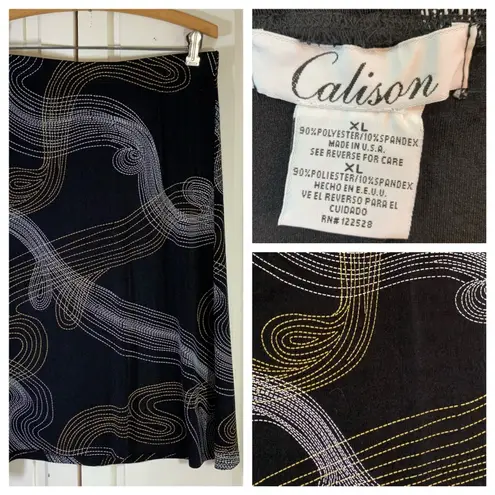 Calison
XL
90%POLYESTER/10%SPANDEX
MADE IN U.S.A.
SEE REVERSE FOR CARE
XL
90%POLIYESTER/10%SPANDEX
HECHO EN E.E.U.U.
VE EL REVERSO PARA EL
CUIDADO
RN#122528